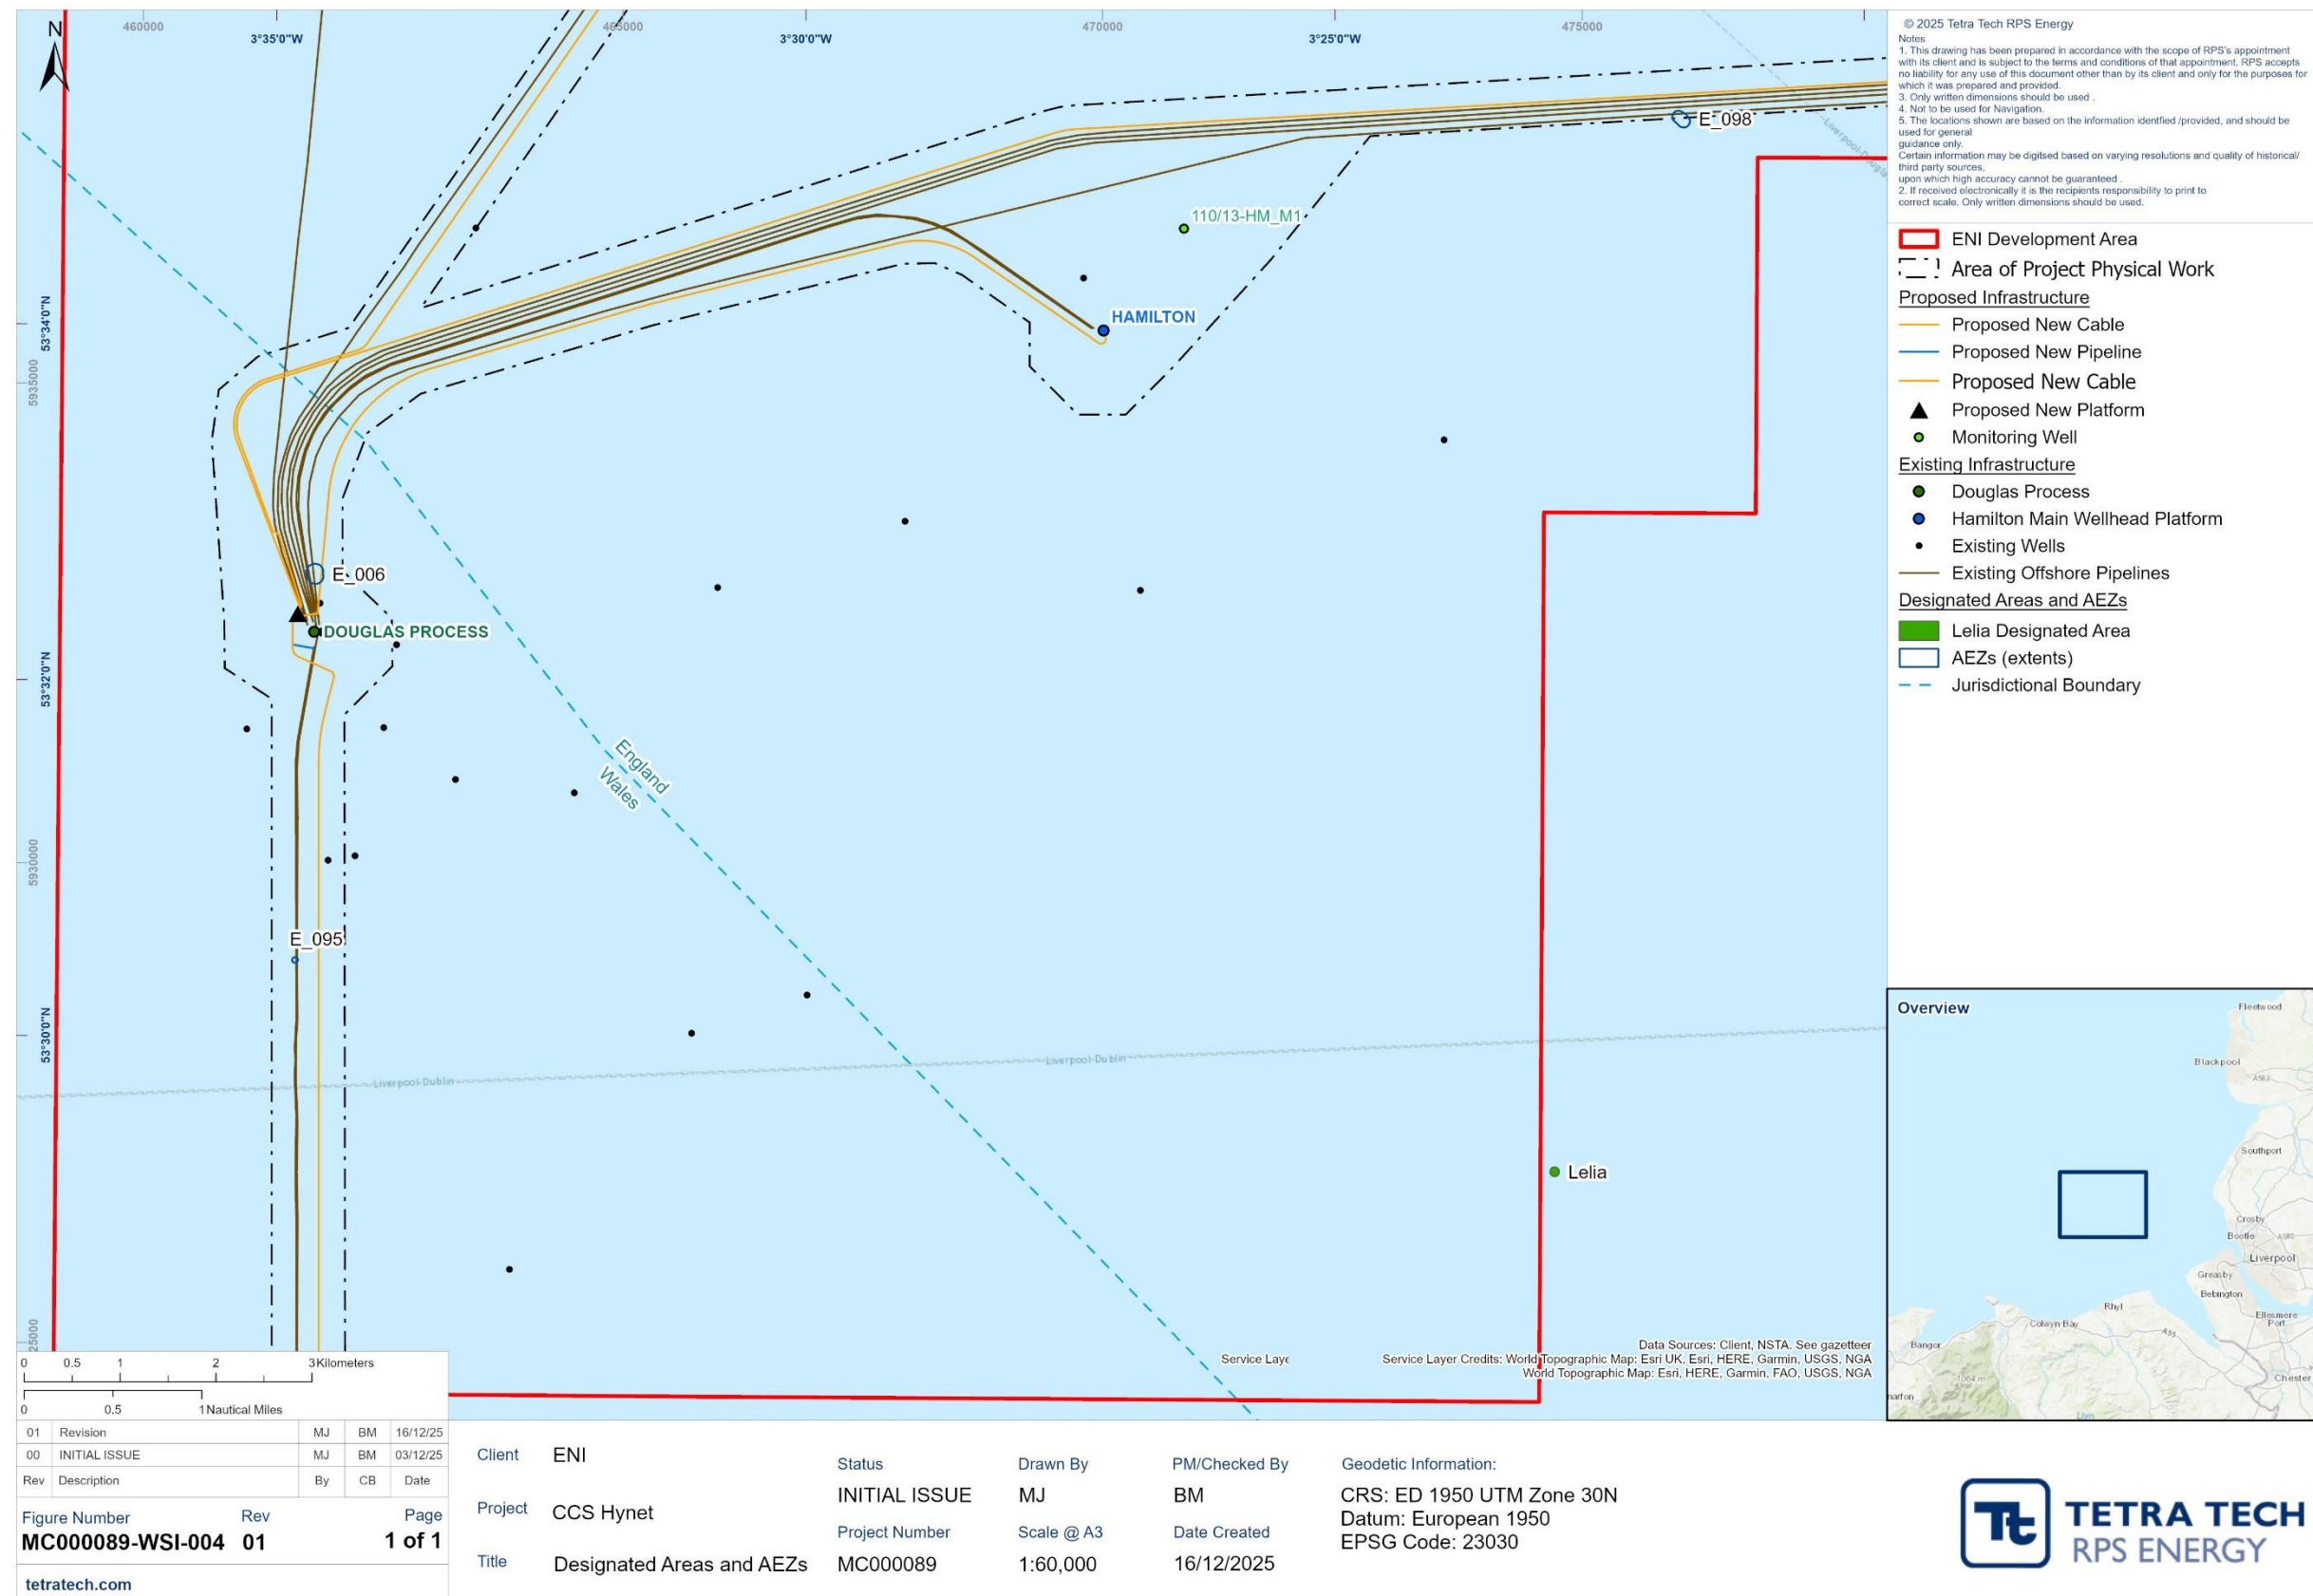 N
460000
465000
470000
475000
3°35'0"W
3°30'0"W
3°25'0"W
53°34'0"N
5935000
53°32'0"N
5930000
53°30'0"N
E_098
Liverpool-Dougla
110/13-HM_M1
HAMILTON
E_006
DOUGLAS PROCESS
England
Wales
E_095
Liverpool-Dublin
Liverpool-Dublin
Lelia
Data Sources: Client, NSTA. See gazetteer
Service Laye
Service Layer Credits: World Topographic Map: Esri UK, Esri, HERE, Garmin, USGS, NGA
World Topographic Map: Esri, HERE, Garmin, FAO, USGS, NGA
© 2025 Tetra Tech RPS Energy
Notes
1. This drawing has been prepared in accordance with the scope of RPS's appointment
with its client and is subject to the terms and conditions of that appointment. RPS accepts
no liability for any use of this document other than by its client and only for the purposes for
which it was prepared and provided.
3. Only written dimensions should be used .
4. Not to be used for Navigation.
5. The locations shown are based on the information identfied /provided, and should be
used for general
guidance only.
Certain information may be digitsed based on varying resolutions and quality of historical/
third party sources,
upon which high accuracy cannot be guaranteed .
2. If received electronically it is the recipients responsibility to print to
correct scale. Only written dimensions should be used.
ENI Development Area
Area of Project Physical Work
Proposed Infrastructure
Proposed New Cable
Proposed New Pipeline
Proposed New Cable
Proposed New Platform
Monitoring Well
Existing Infrastructure
Douglas Process
Hamilton Main Wellhead Platform
Existing Wells
Existing Offshore Pipelines
Designated Areas and AEZs
Lelia Designated Area
AEZs (extents)
Jurisdictional Boundary
Overview
Fleetwood
Blackpool
Southport
Crosby
Bootle
A580
Liverpool
Greasby
Bebington
Ellesmere
Port
Rhyl
Colwyn Bay
A55
Bangor
Chester
1064 m
narfon
Llyn
0 0.5 1 2 3Kilometers
0 0.5 1Nautical Miles
01 Revision MJ BM 16/12/25
00 INITIAL ISSUE MJ BM 03/12/25
Rev Description By CB Date
Figure Number Rev Page
MC000089-WSI-004 01 1 of 1
tetratech.com
Client ENI
Project CCS Hynet
Title Designated Areas and AEZs
Status
INITIAL ISSUE
Project Number
MC000089
Drawn By
MJ
Scale @ A3
1:60,000
PM/Checked By
BM
Date Created
16/12/2025
Geodetic Information:
CRS: ED 1950 UTM Zone 30N
Datum: European 1950
EPSG Code: 23030
Tt
TETRA TECH
RPS ENERGY